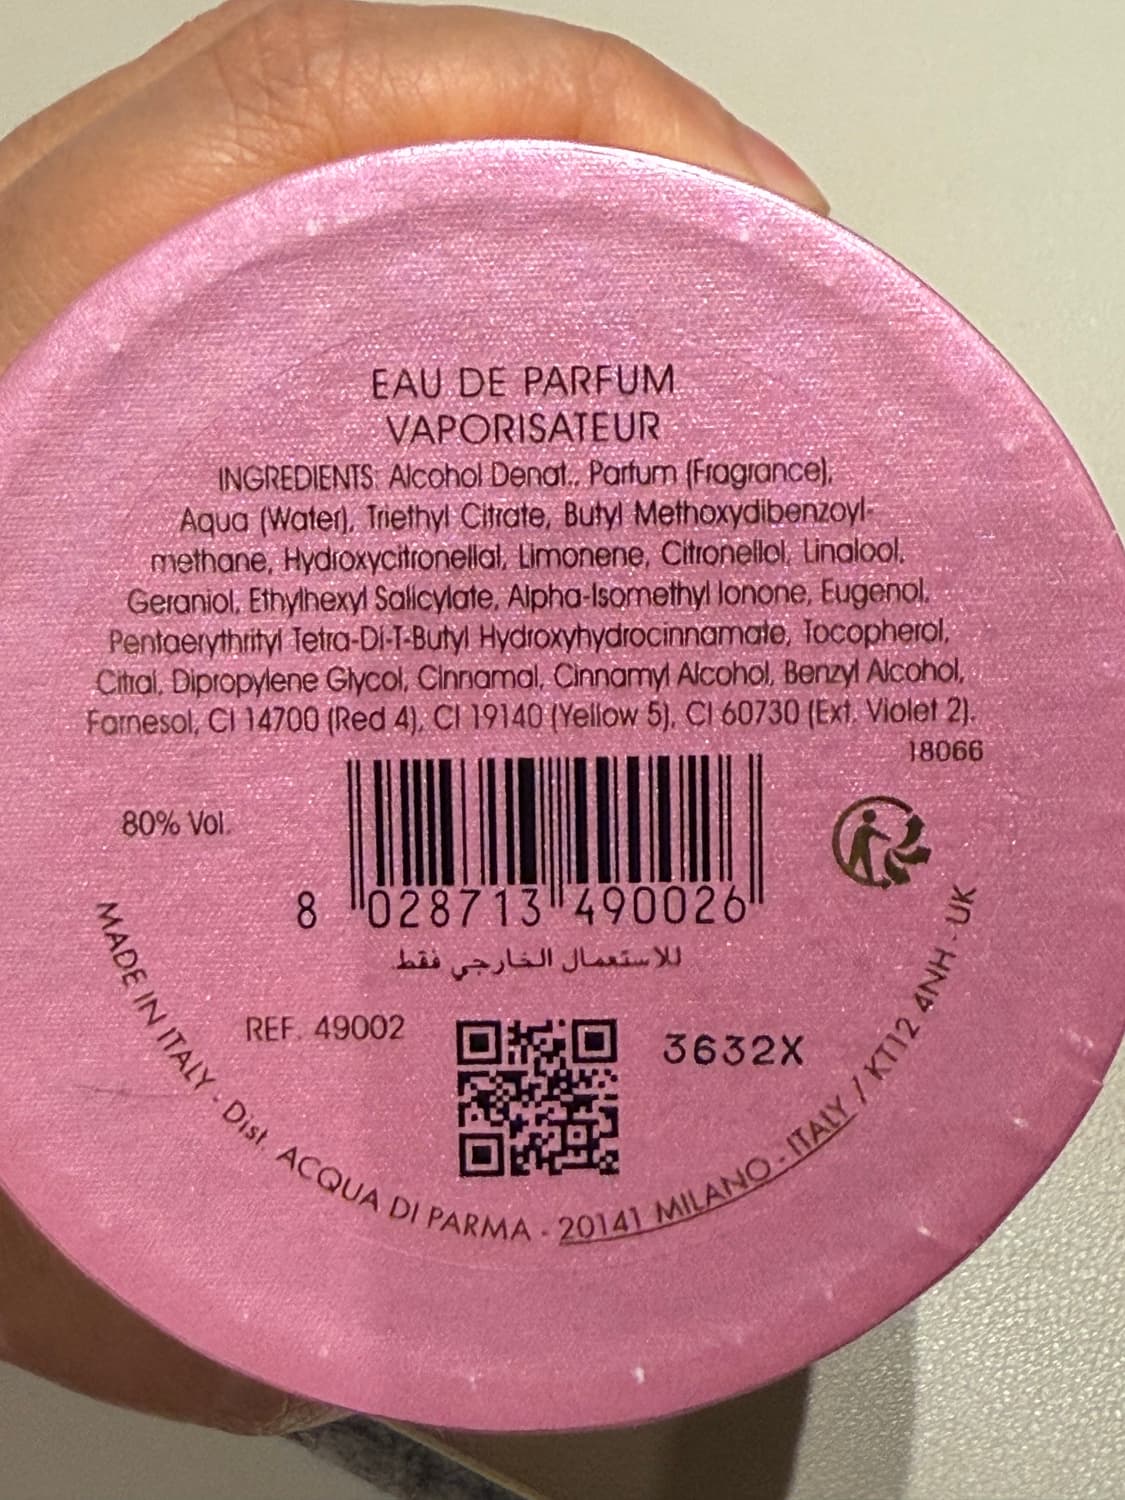 EAU DE PARFUM
VAPORISATEUR
INGREDIENTS: Alcohol Denat., Parfum (Fragrance),
Aqua (Water), Triethyl Citrate, Butyl Methoxydibenzoyl-
methane, Hydroxycitronellal, Limonene, Citronellol, Linalool,
Geraniol, Ethylhexyl Salicylate, Alpha-Isomethyl Ionone, Eugenol,
Pentaerythrityl Tetra-Di-T-Butyl Hydroxyhydrocinnamate, Tocopherol,
Citral, Dipropylene Glycol, Cinnamal, Cinnamyl Alcohol, Benzyl Alcohol,
Farnesol, CI 14700 (Red 4), CI 19140 (Yellow 5), CI 60730 (Ext. Violet 2).
18066
80% Vol.
8 028713 490026
للاستعمال الخارجي فقط
REF. 49002
3632X
MADE IN ITALY - Dist. ACQUA DI PARMA - 20141 MILANO - ITALY / KT12 4NH - UK